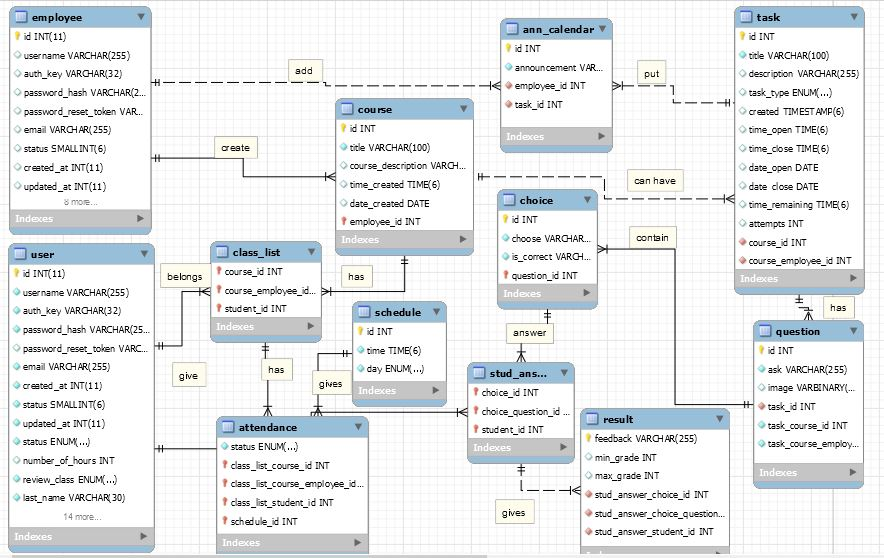 employee
id INT(11)
username VARCHAR(255)
auth_key VARCHAR(32)
password_hash VARCHAR(2...
password_reset_token VAR...
email VARCHAR(255)
status SMALLINT(6)
created_at INT(11)
updated_at INT(11)
8 more...
Indexes
add
create
ann_calendar
id INT
announcement VAR...
employee_id INT
task_id INT
Indexes
put
task
id INT
title VARCHAR(100)
description VARCHAR(255)
task_type ENUM(...)
created TIMESTAMP(6)
time_open TIME(6)
time_close TIME(6)
date_open DATE
date close DATE
time_remaining TIME(6)
attempts INT
course_id INT
course_employee_id INT
Indexes
course
id INT
title VARCHAR(100)
course_description VARCH...
time_created TIME(6)
date_created DATE
employee_id INT
Indexes
can have
choice
id INT
choose VARCHAR...
is_correct VARCH...
question_id INT
Indexes
contain
user
id INT(11)
username VARCHAR(255)
auth_key VARCHAR(32)
password_hash VARCHAR(25...
password_reset_token VARC...
email VARCHAR(255)
created_at INT(11)
status SMALLINT(6)
updated_at INT(11)
status ENUM(...)
number_of_hours INT
review_class ENUM(...)
last_name VARCHAR(30)
14 more...
Indexes
belongs
class_list
course_id INT
course_employee_id...
student_id INT
Indexes
has
schedule
id INT
time TIME(6)
day ENUM(...)
Indexes
give
has
gives
answer
has
question
id INT
ask VARCHAR(255)
image VARBINARY(...
task_id INT
task_course_id INT
task_course_employ...
Indexes
stud_ans...
choice_id INT
choice_question_id ...
student_id INT
Indexes
attendance
status ENUM(...)
class_list_course_id INT
class_list_course_employee_id...
class_list_student_id INT
schedule_id INT
Indexes
gives
result
feedback VARCHAR(255)
min_grade INT
max_grade INT
stud_answer_choice_id INT
stud_answer_choice_question...
stud_answer_student_id INT